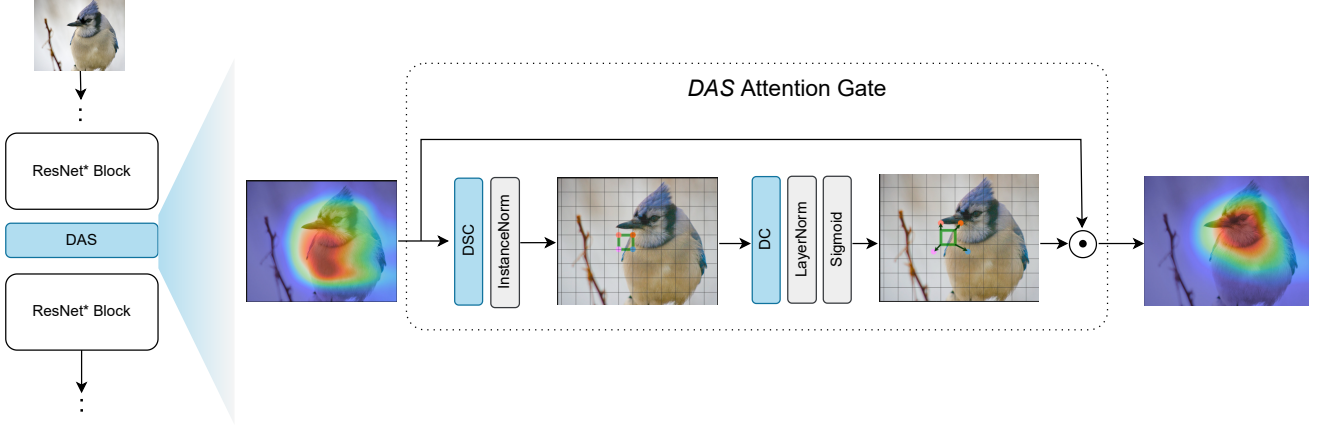 DAS Attention Gate
ResNet* Block
DAS
ResNet* Block
DSC
InstanceNorm
DC
LayerNorm
Sigmoid